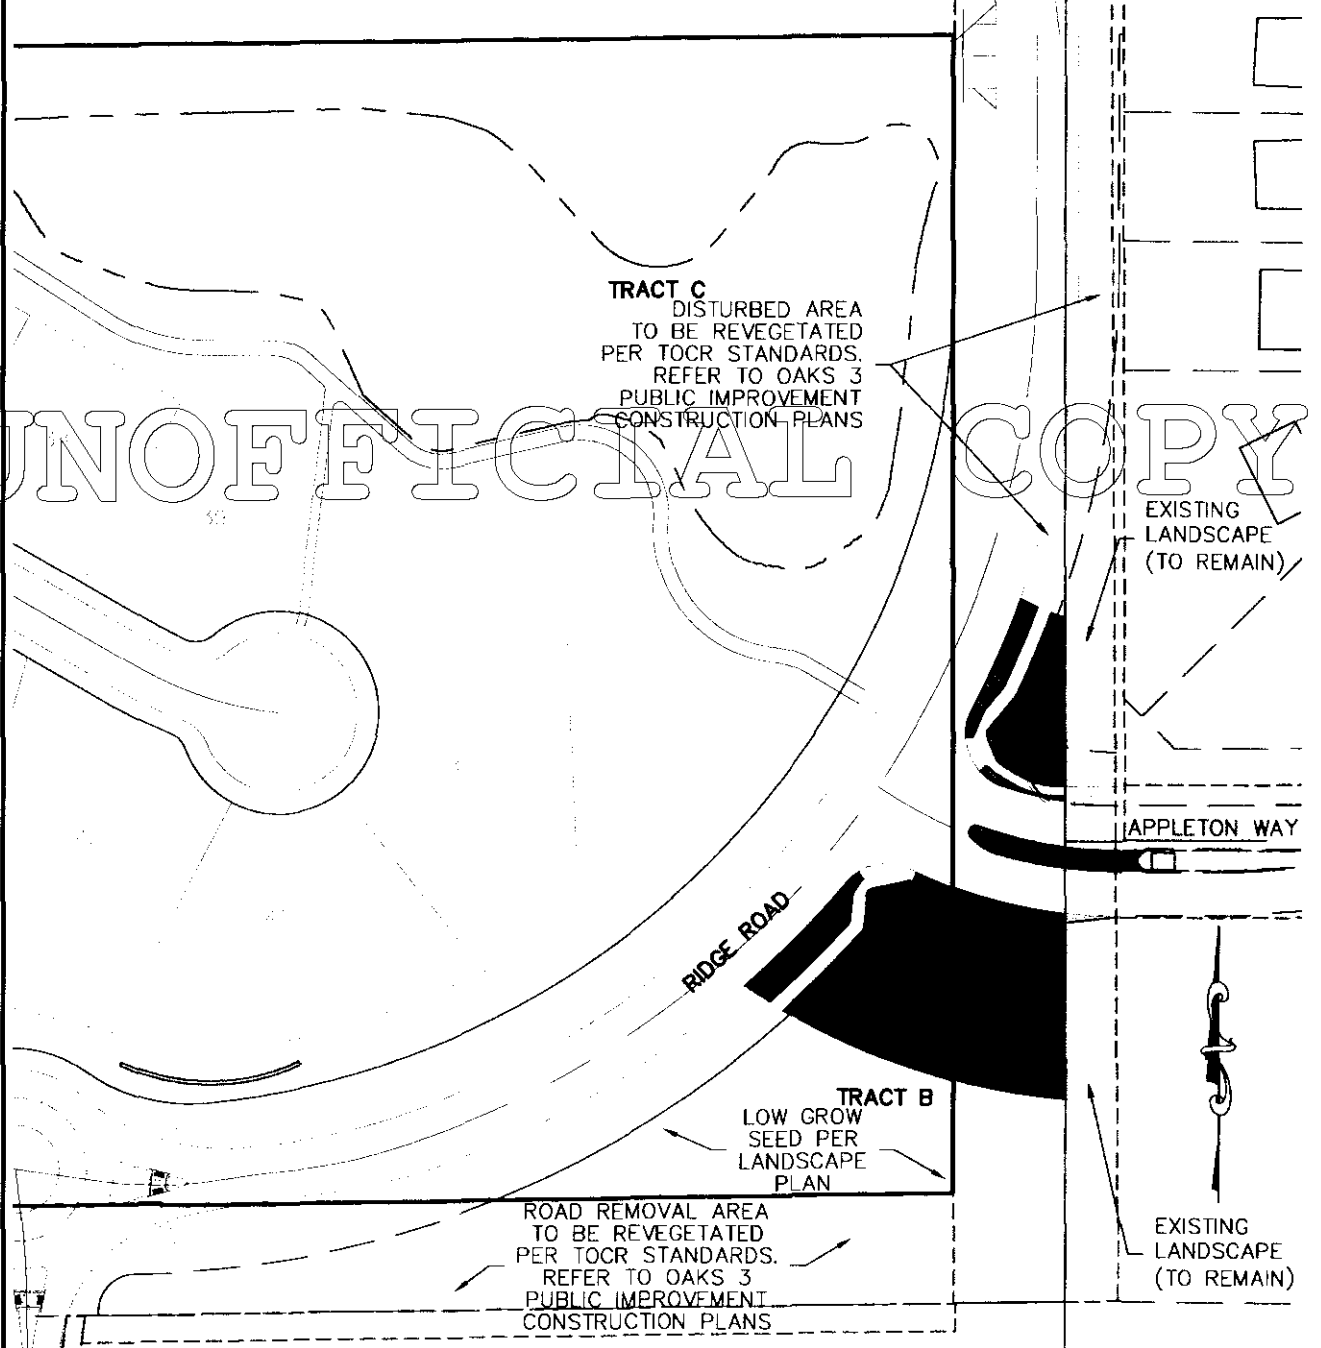 TRACT C
DISTURBED AREA
TO BE REVEGETATED
PER TOCR STANDARDS.
REFER TO OAKS 3
PUBLIC IMPROVEMENT
CONSTRUCTION PLANS
UNOFFICIAL COPY
EXISTING
LANDSCAPE
(TO REMAIN)
APPLETON WAY
RIDGE ROAD
TRACT B
LOW GROW
SEED PER
LANDSCAPE
PLAN
ROAD REMOVAL AREA
TO BE REVEGETATED
PER TOCR STANDARDS.
REFER TO OAKS 3
PUBLIC IMPROVEMENT
CONSTRUCTION PLANS
EXISTING
LANDSCAPE
(TO REMAIN)